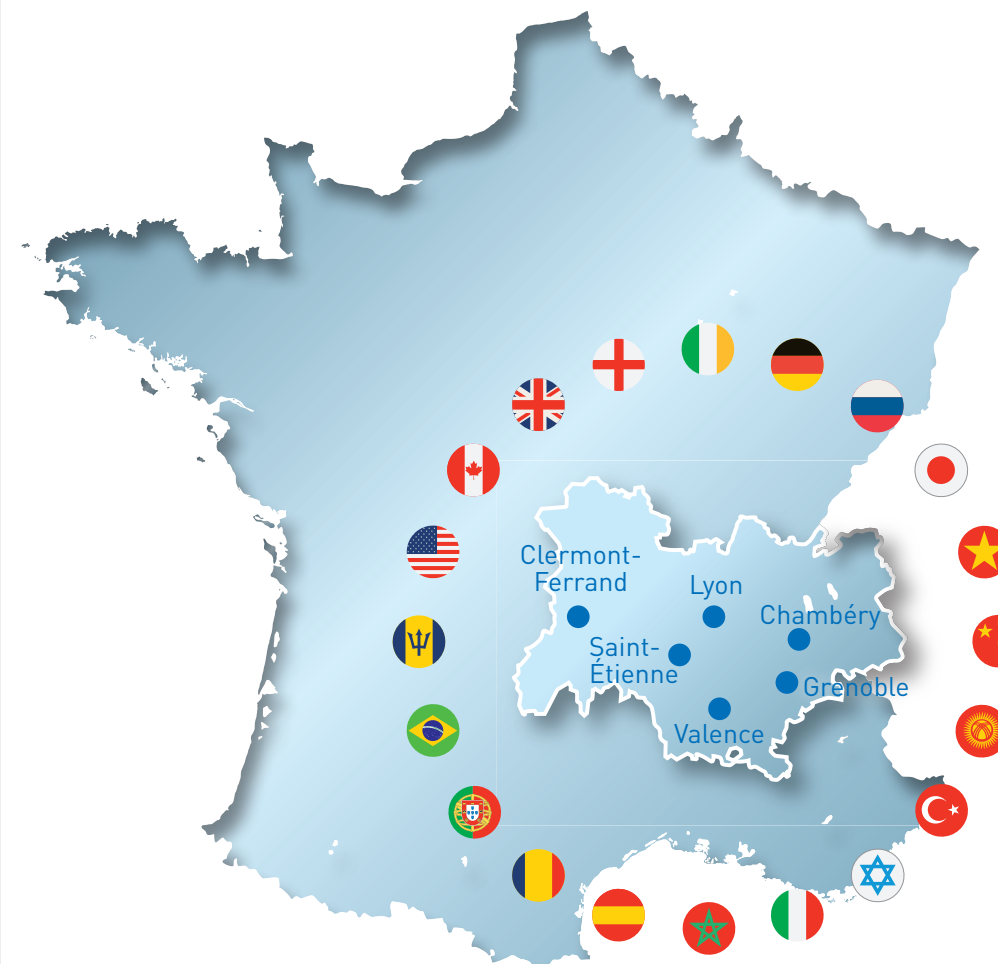 Clermont-
Ferrand
Lyon
Chambéry
Saint-
Étienne
Grenoble
Valence